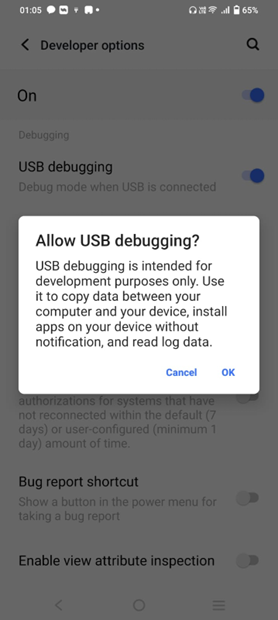 01:05
65%
Developer options
On
Debugging
USB debugging
Debug mode when USB is connected
Allow USB debugging?
USB debugging is intended for
development purposes only. Use
it to copy data between your
computer and your device, install
apps on your device without
notification, and read log data.
Cancel OK
authorizations for systems that have
not reconnected within the default (7
days) or user-configured (minimum 1
day) amount of time.
Bug report shortcut
Show a button in the power menu for
taking a bug report
Enable view attribute inspection